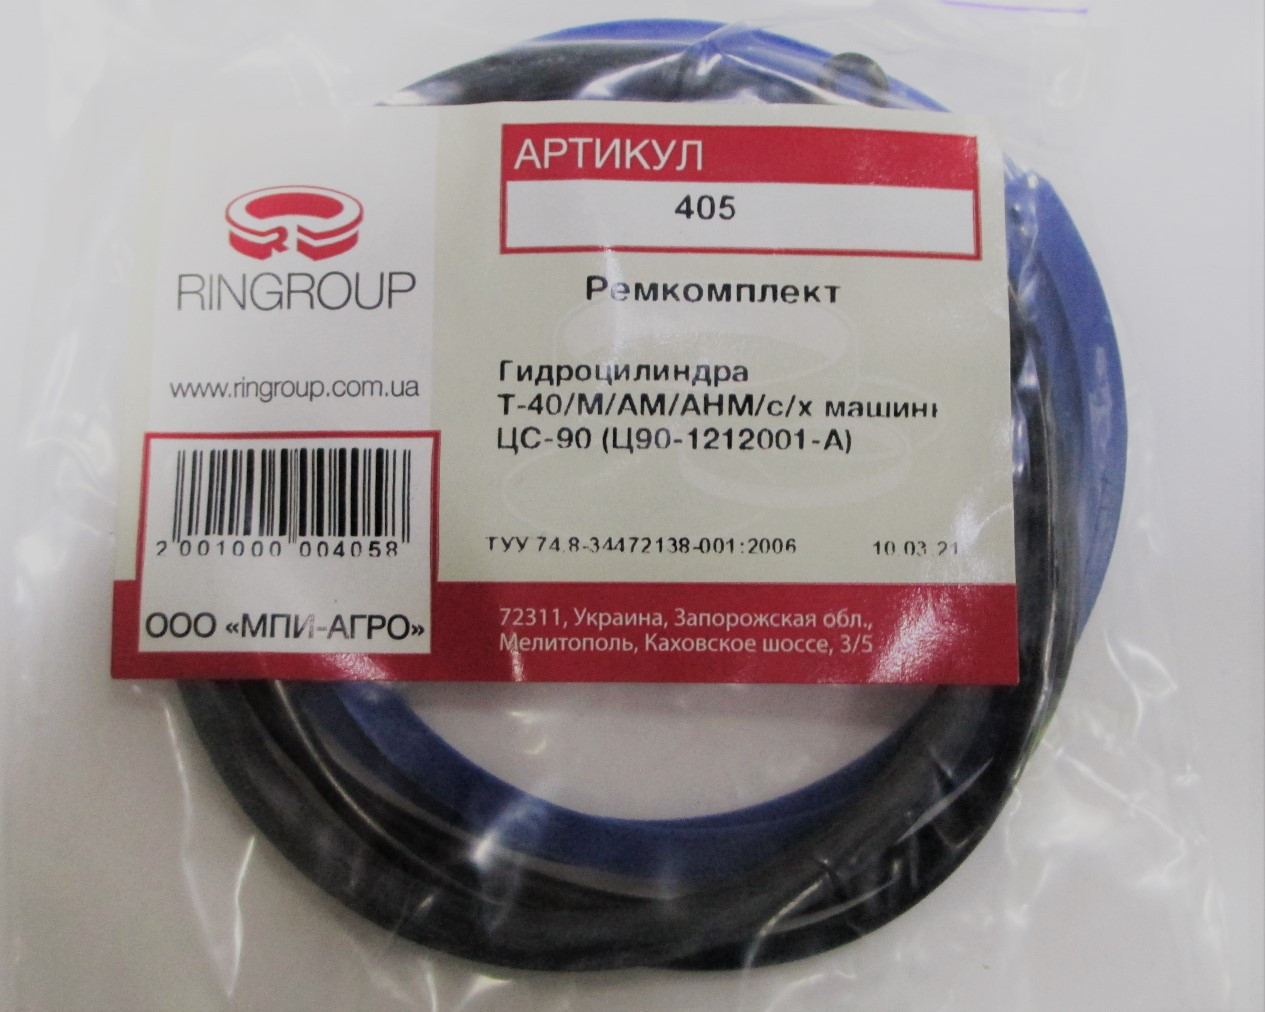 АРТИКУЛ
405
RINGROUP
Ремкомплект
www.ringroup.com.ua
Гидроцилиндра
Т-40/М/АМ/АНМ/с/х
ЦС-90 (Ц90-1212001-А)
2 001000 004058
ТУУ 74.8-34472138-001:2006 10.03.21
ООО «МПИ-АГРО»
72311, Украина, Запорожская обл.,
Мелитополь, Каховское шоссе, 3/5